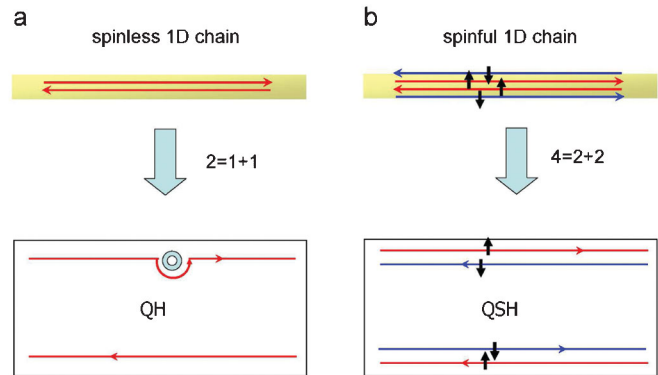 a
spinless 1D chain
2=1+1
QH
b
spinful 1D chain
4=2+2
QSH